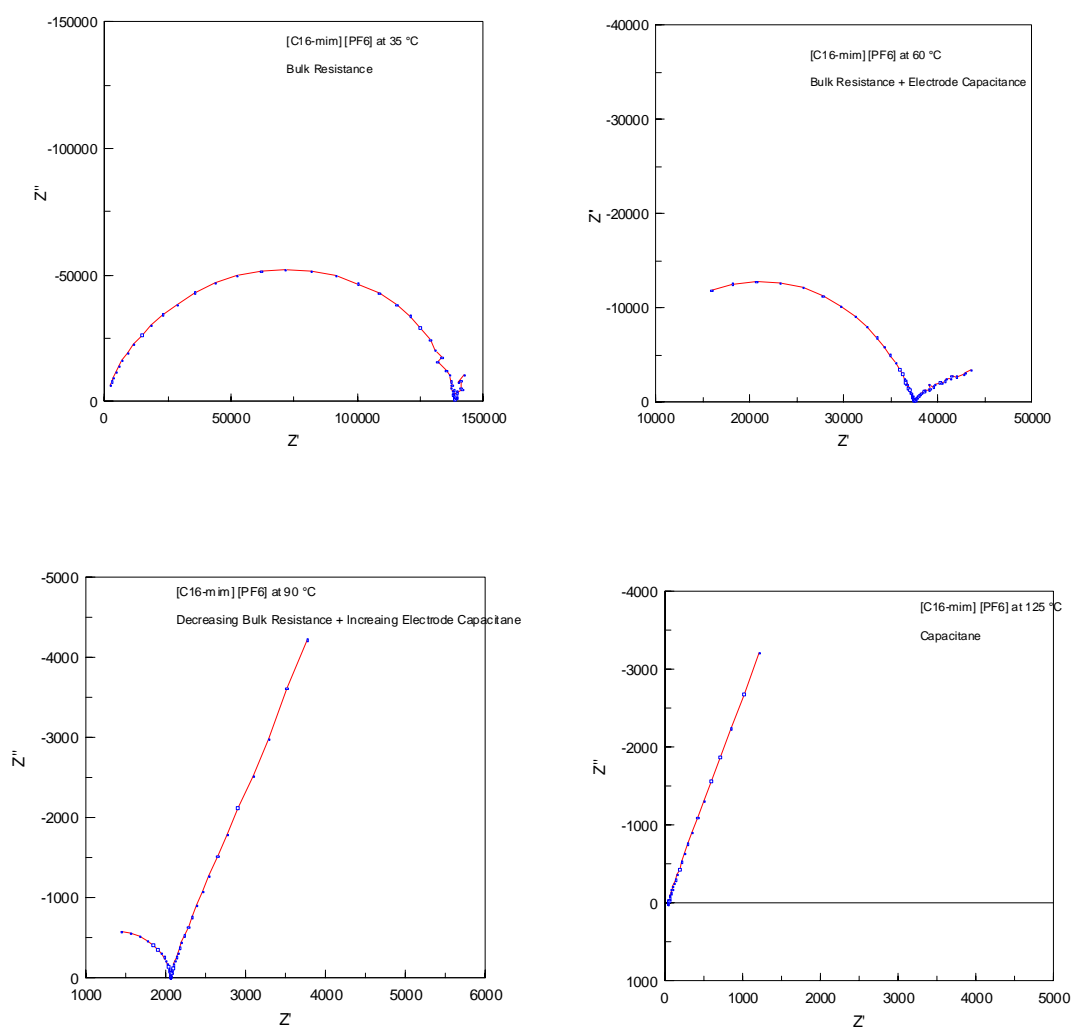 -150000
[C16-mim] [PF6] at 35 °C
Bulk Resistance
-100000
Z"
-50000
0
0 50000 100000 150000
Z'
-40000
[C16-mim] [PF6] at 60 °C
Bulk Resistance + Electrode Capacitance
-30000
Z'
-20000
-10000
0
10000 20000 30000 40000 50000
Z'
-5000
[C16-mim] [PF6] at 90 °C
Decreasing Bulk Resistance + Increaing Electrode Capacitane
-4000
-3000
Z"
-2000
-1000
0
1000 2000 3000 4000 5000 6000
Z'
-4000
[C16-mim] [PF6] at 125 °C
Capacitane
-3000
-2000
Z"
-1000
0
1000
0 1000 2000 3000 4000 5000
Z'